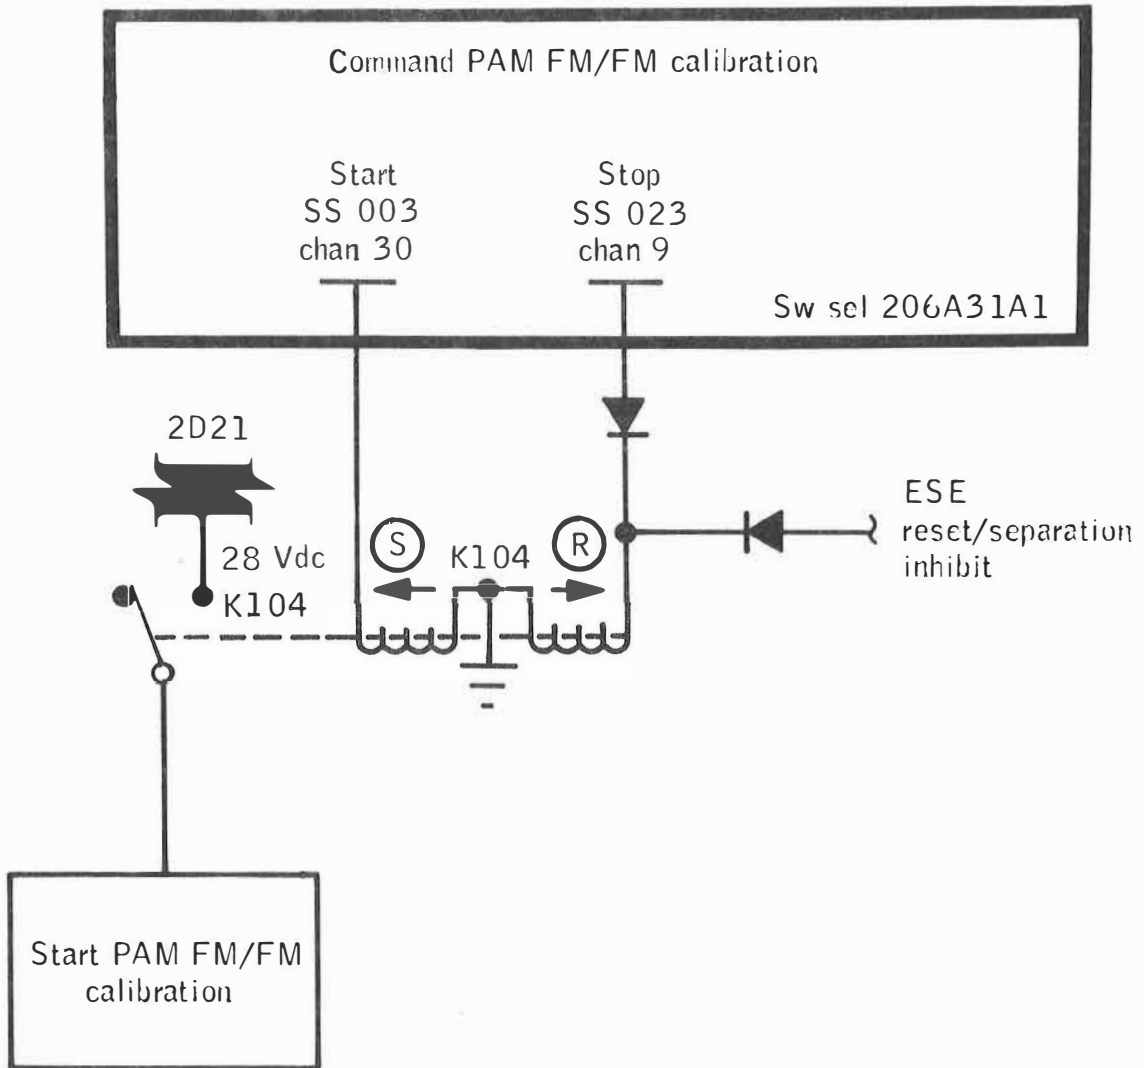 Command PAM FM/FM calibration
Start
SS 003
chan 30
Stop
SS 023
chan 9
Sw sel 206A31A1
2D21
28 Vdc
K104
S
K104
R
ESE
reset/separation
inhibit
Start PAM FM/FM
calibration